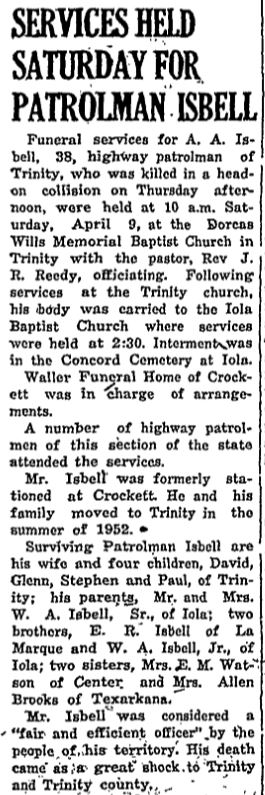 SERVICES HELD
SATURDAY FOR
PATROLMAN ISBELL
Funeral services for A. A. Is-
bell, 38, highway patrolman of
Trinity, who was killed in a head-
on collision on Thursday after-
noon, were held at 10 a.m. Sat-
urday, April 9, at the Dorcas
Wills Memorial Baptist Church in
Trinity with the pastor, Rev J.
R. Reedy, officiating. Following
services at the Trinity church,
his body was carried to the Iola
Baptist Church where services
were held at 2:30. Interment was
in the Concord Cemetery at Iola.
Waller Funeral Home of Crock-
ett was in charge of arrange-
ments.
A number of highway patrol-
men of this section of the state
attended the services.
Mr. Isbell was formerly sta-
tioned at Crockett. He and his
family moved to Trinity in the
summer of 1952.
Surviving Patrolman Isbell are
his wife and four children, David,
Glenn, Stephen and Paul, of Trin-
ity; his parents, Mr. and Mrs.
W. A. Isbell, Sr., of Iola; two
brothers, E. R. Isbell of La
Marque and W. A. Isbell, Jr., of
Iola; two sisters, Mrs. E. M. Wat-
son of Center and Mrs. Allen
Brooks of Texarkana.
Mr. Isbell was considered a
"fair and efficient officer" by the
people of his territory. His death
came as a great shock to Trinity
and Trinity county.